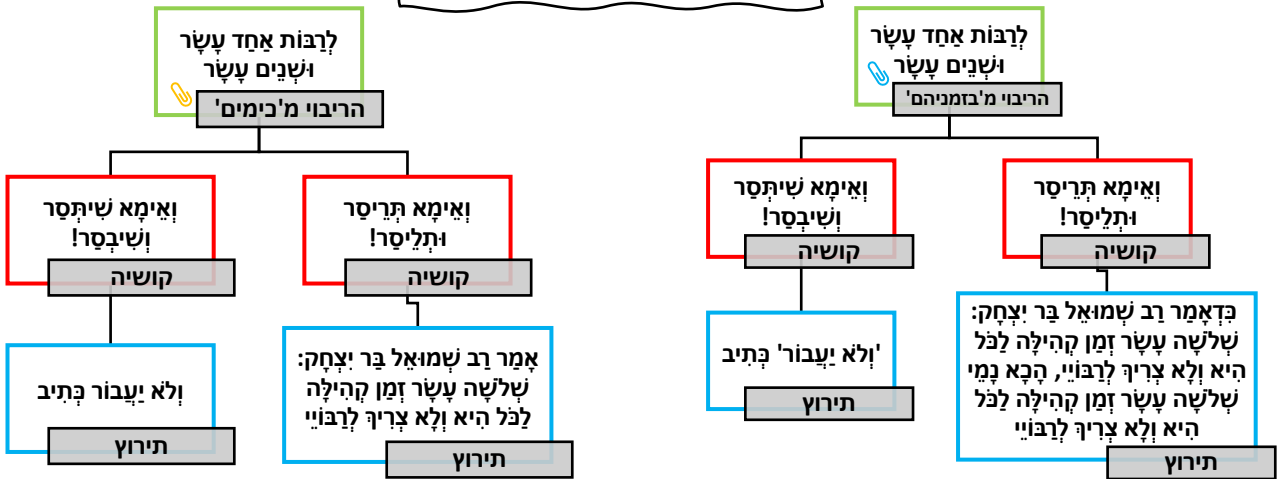 לְרַבּוֹת אַחַד עָשָׂר
וּשְׁנֵים עָשָׂר
הריבוי מ'בזמניהם'
וְאֵימָא תְּרֵיסַר
וּתְלֵיסַר!
קושיה
כִּדְאָמַר רַב שְׁמוּאֵל בַּר יִצְחָק:
שְׁלֹשָׁה עָשָׂר זְמַן קְהִילָּה לַכֹּל
הִיא וְלָא צְרִיךְ לְרַבּוֹיֵי, הָכָא נָמֵי
שְׁלֹשָׁה עָשָׂר זְמַן קְהִילָּה לַכֹּל
הִיא וְלָא צְרִיךְ לְרַבּוֹיֵי
תירוץ
וְאֵימָא שִׁיתְּסַר
וְשִׁיבְסַר!
קושיה
'וְלֹא יַעֲבוֹר' כְּתִיב
תירוץ
לְרַבּוֹת אַחַד עָשָׂר
וּשְׁנֵים עָשָׂר
הריבוי מ'כימים'
וְאֵימָא תְּרֵיסַר
וּתְלֵיסַר!
קושיה
אָמַר רַב שְׁמוּאֵל בַּר יִצְחָק:
שְׁלֹשָׁה עָשָׂר זְמַן קְהִילָּה
לַכֹּל הִיא וְלָא צְרִיךְ לְרַבּוֹיֵי
תירוץ
וְאֵימָא שִׁיתְּסַר
וְשִׁיבְסַר!
קושיה
וְלֹא יַעֲבוֹר כְּתִיב
תירוץ